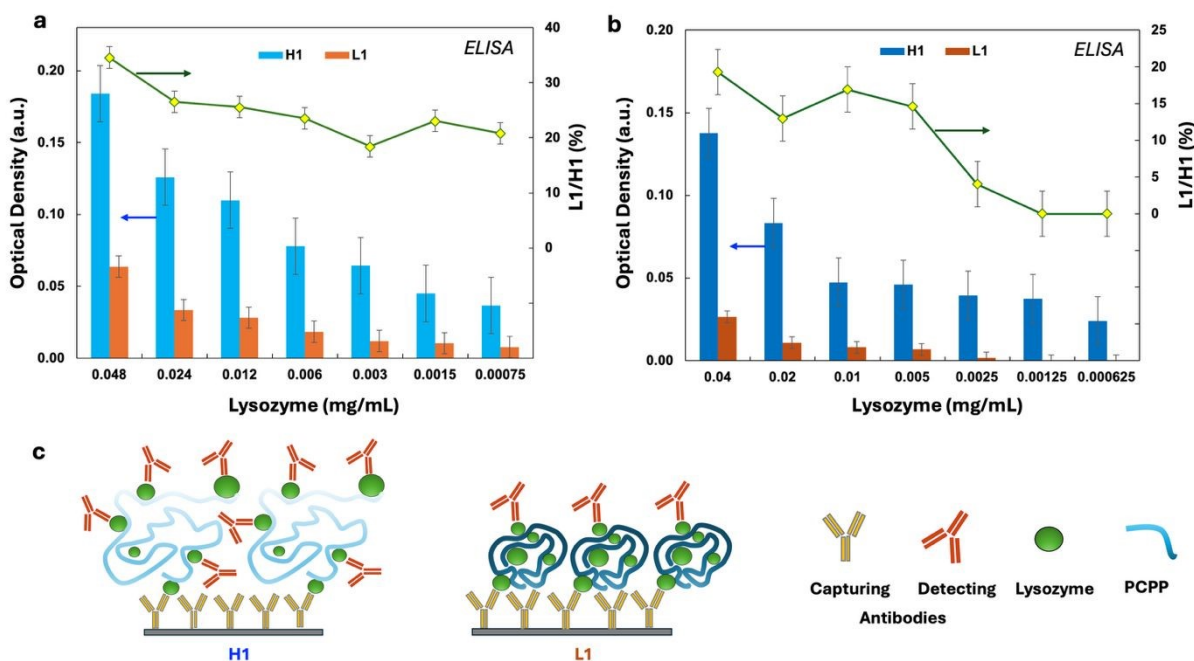 a
ELISA
H1 L1
Optical Density (a.u.)
0.20
0.15
0.10
0.05
0.00
40
30
20
10
0
L1/H1 (%)
0.048 0.024 0.012 0.006 0.003 0.0015 0.00075
Lysozyme (mg/mL)
b
ELISA
H1 L1
Optical Density (a.u.)
0.20
0.15
0.10
0.05
0.00
25
20
15
10
4
0
L1/H1 (%)
0.04 0.02 0.01 0.005 0.0025 0.00125 0.000625
Lysozyme (mg/mL)
c
H1
L1
Capturing Detecting Lysozyme PCPP
Antibodies